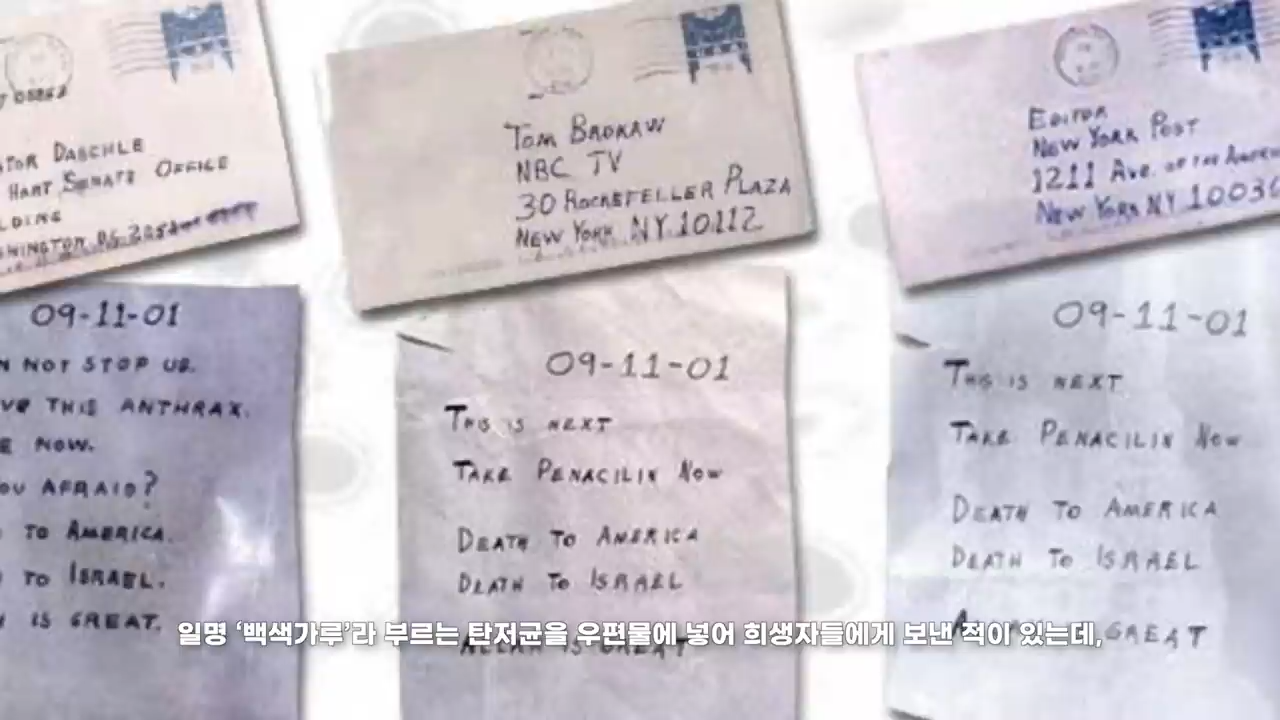 DASCHLE
HART SENATE OFFICE
TOM BROKAW
NBC TV
30 ROCKEFELLER PLAZA
NEW YORK NY 10112
EDITOR
NEW YORK POST
1211 AVE. OF THE
NEW YORK NY
09-11-01
NOT STOP US.
THIS ANTHRAX.
NOW.
AFRAID?
TO AMERICA.
TO ISRAEL.
IS GREAT.
09-11-01
THIS IS NEXT
TAKE PENACILIN NOW
DEATH TO AMERICA
DEATH TO ISRAEL
IS GREAT
09-11-01
THIS IS NEXT
TAKE PENACILIN NOW
DEATH TO AMERICA
DEATH TO ISRAEL
GREAT
일명 ‘백색가루’라 부르는 탄저균을 우편물에 넣어 희생자들에게 보낸 적이 있는데,